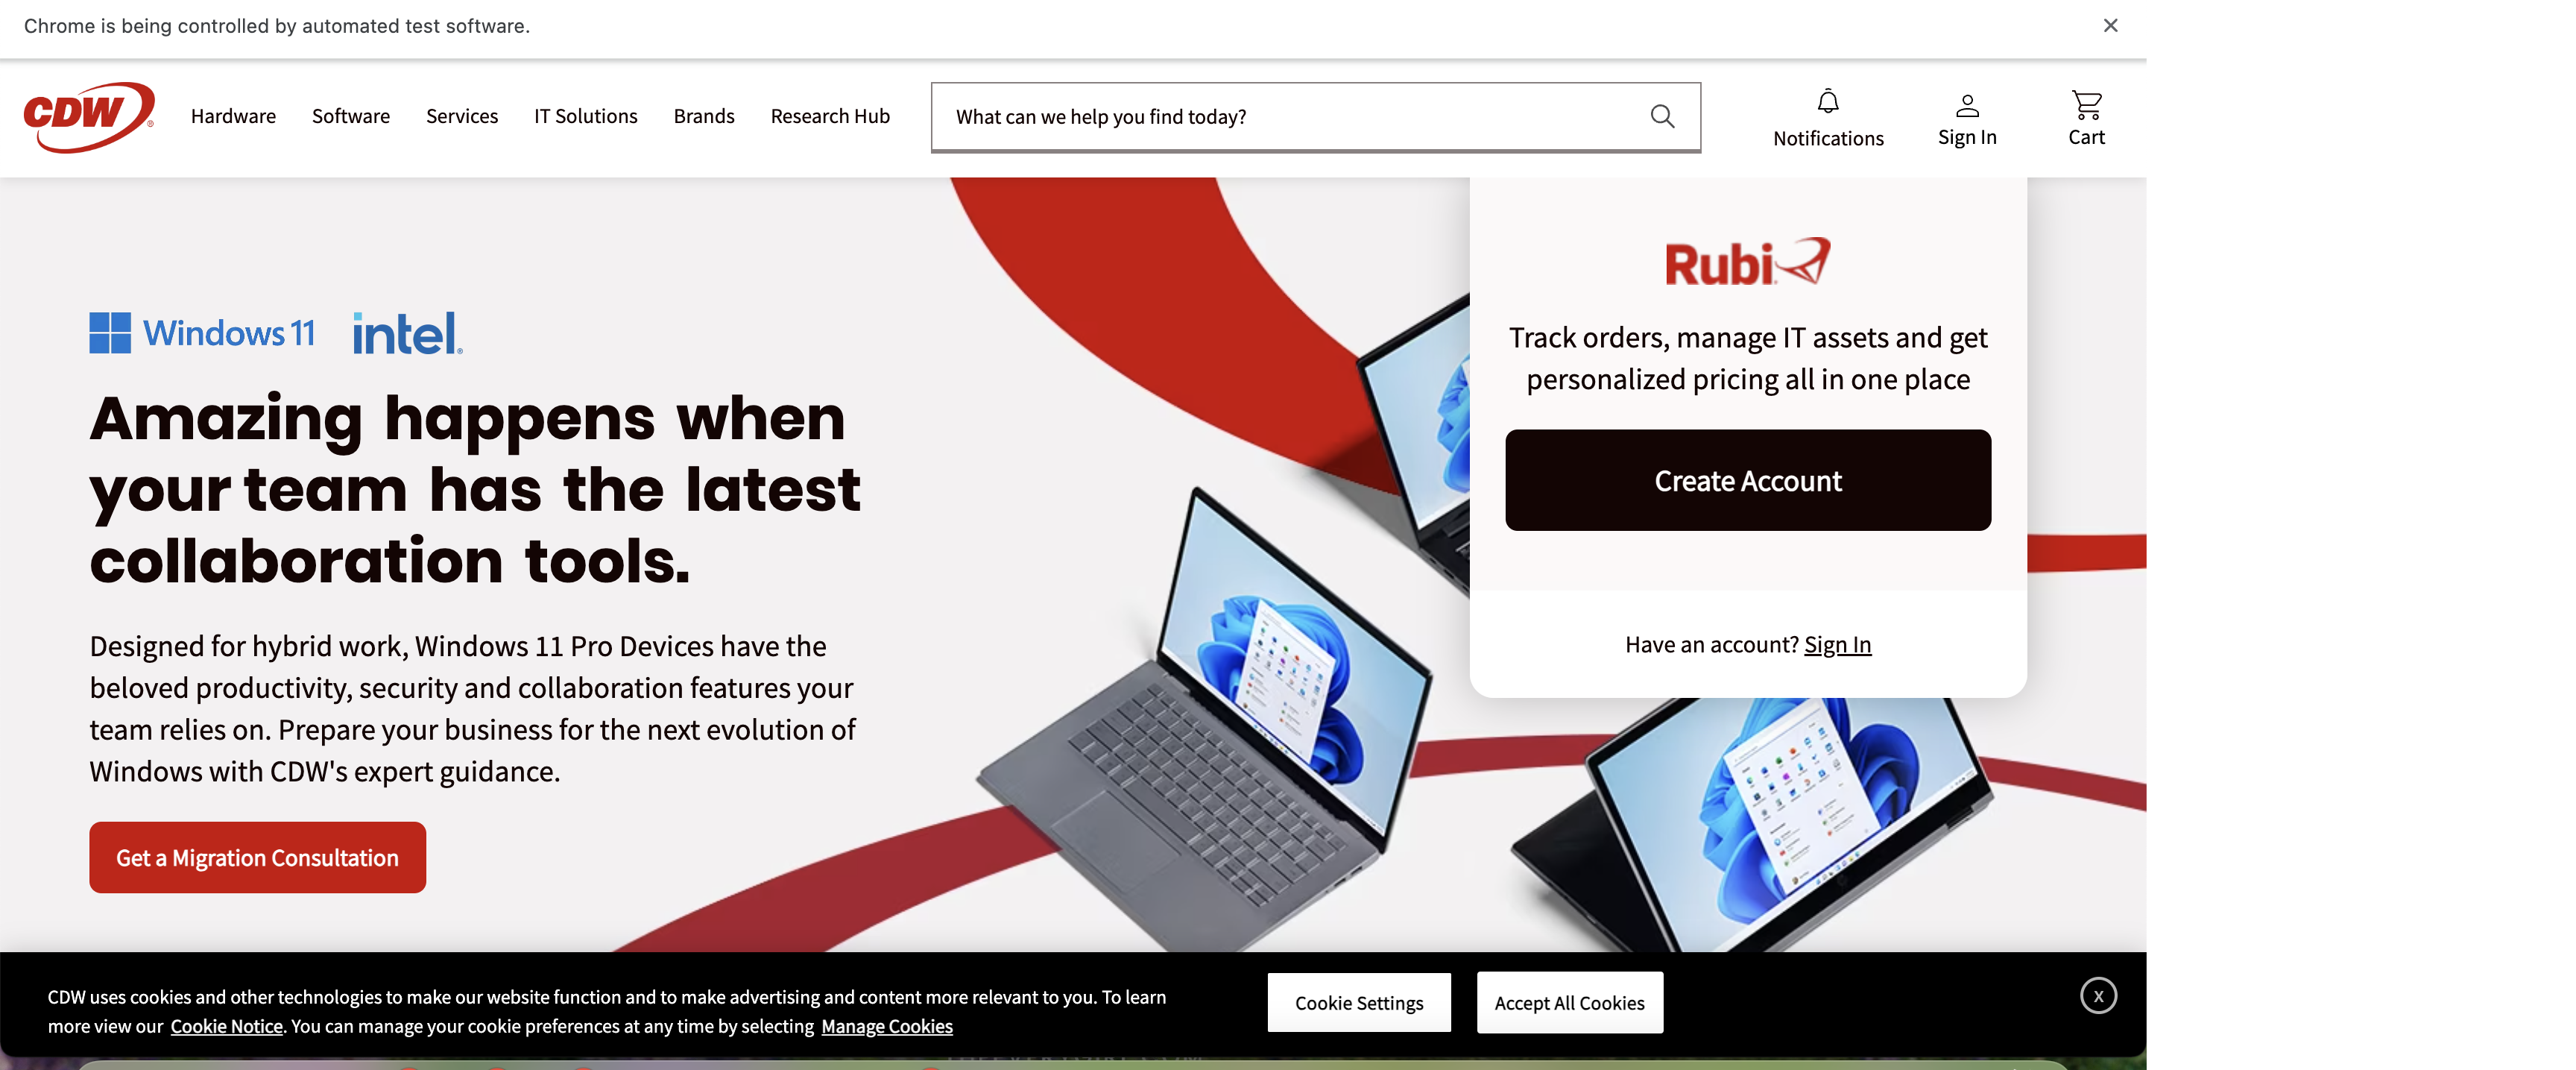 Chrome is being controlled by automated test software.
CDW
Hardware
Software
Services
IT Solutions
Brands
Research Hub
What can we help you find today?
Notifications
Sign In
Cart
Rubi
Track orders, manage IT assets and get
personalized pricing all in one place
Create Account
Have an account? Sign In
Windows 11
intel
Amazing happens when
your team has the latest
collaboration tools.
Designed for hybrid work, Windows 11 Pro Devices have the
beloved productivity, security and collaboration features your
team relies on. Prepare your business for the next evolution of
Windows with CDW's expert guidance.
Get a Migration Consultation
CDW uses cookies and other technologies to make our website function and to make advertising and content more relevant to you. To learn
more view our Cookie Notice. You can manage your cookie preferences at any time by selecting Manage Cookies
Cookie Settings
Accept All Cookies
X